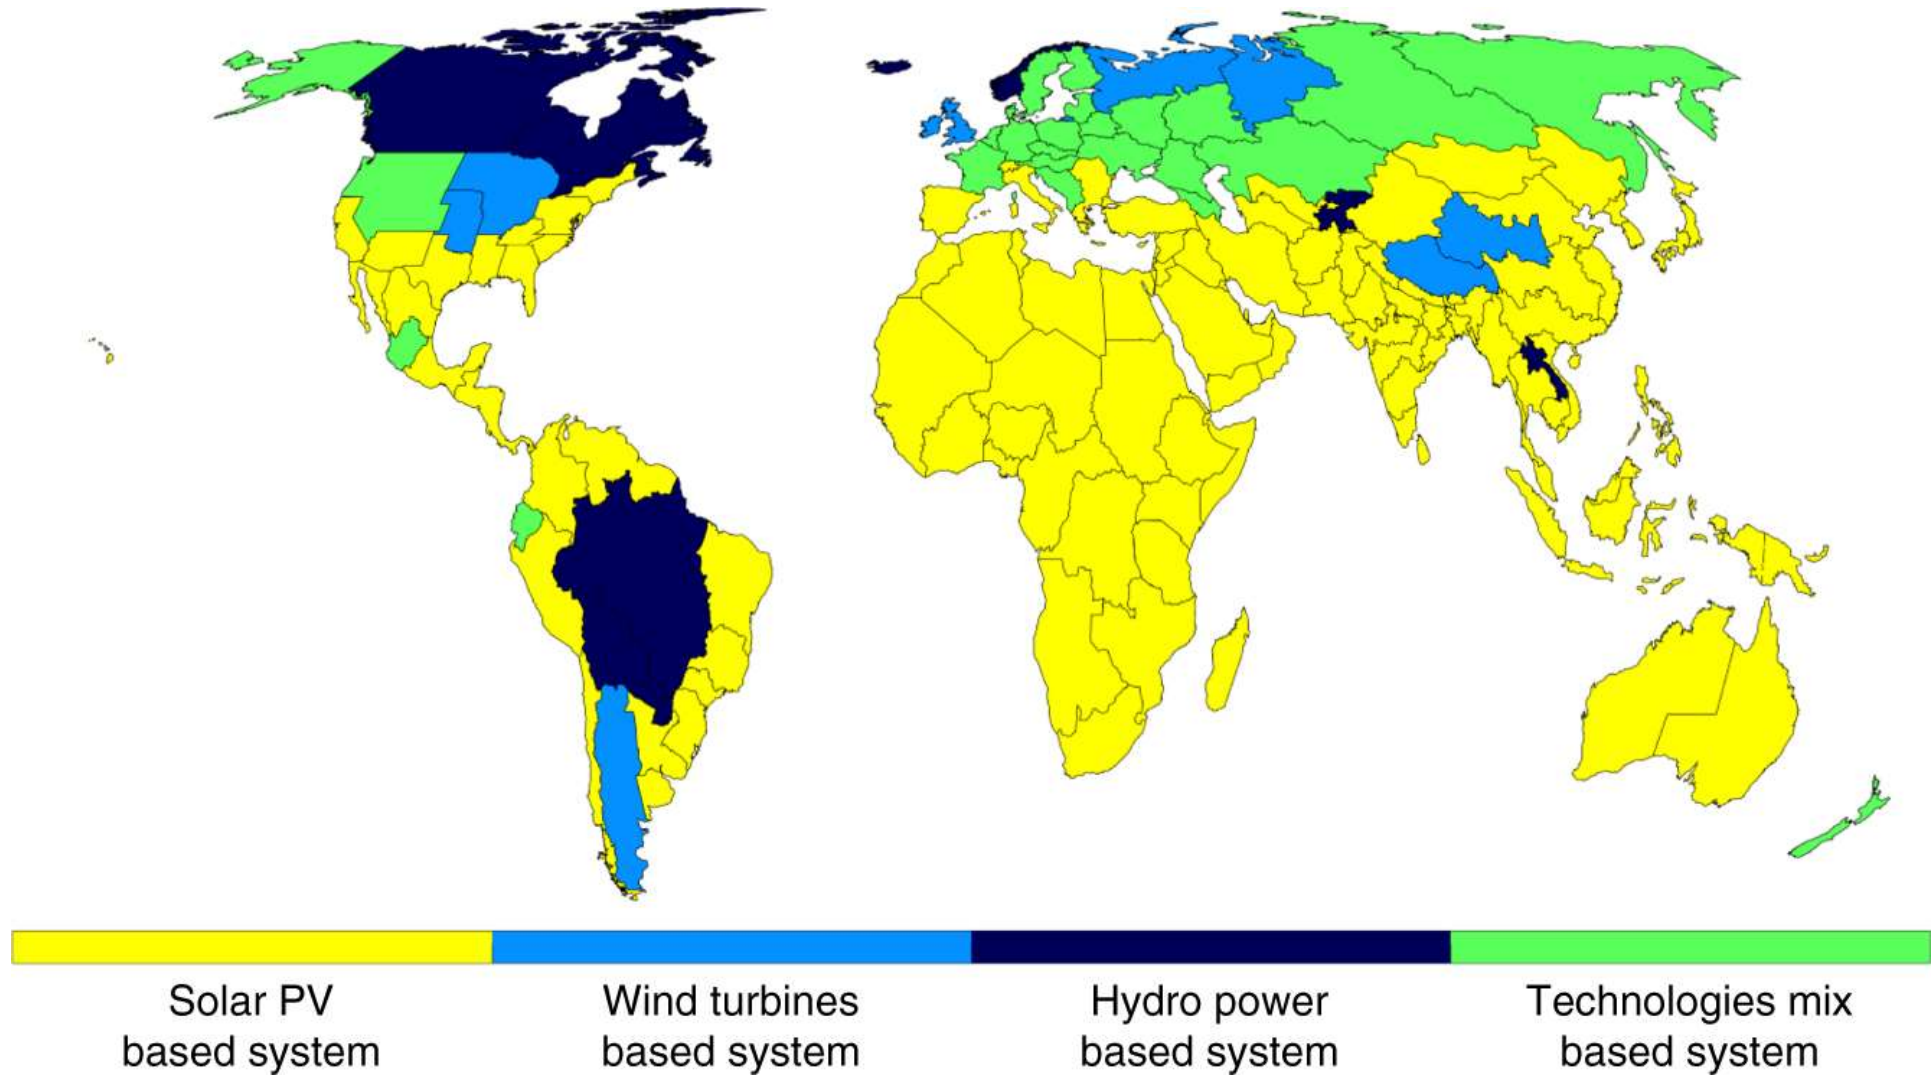 Solar PV
based system
Wind turbines
based system
Hydro power
based system
Technologies mix
based system